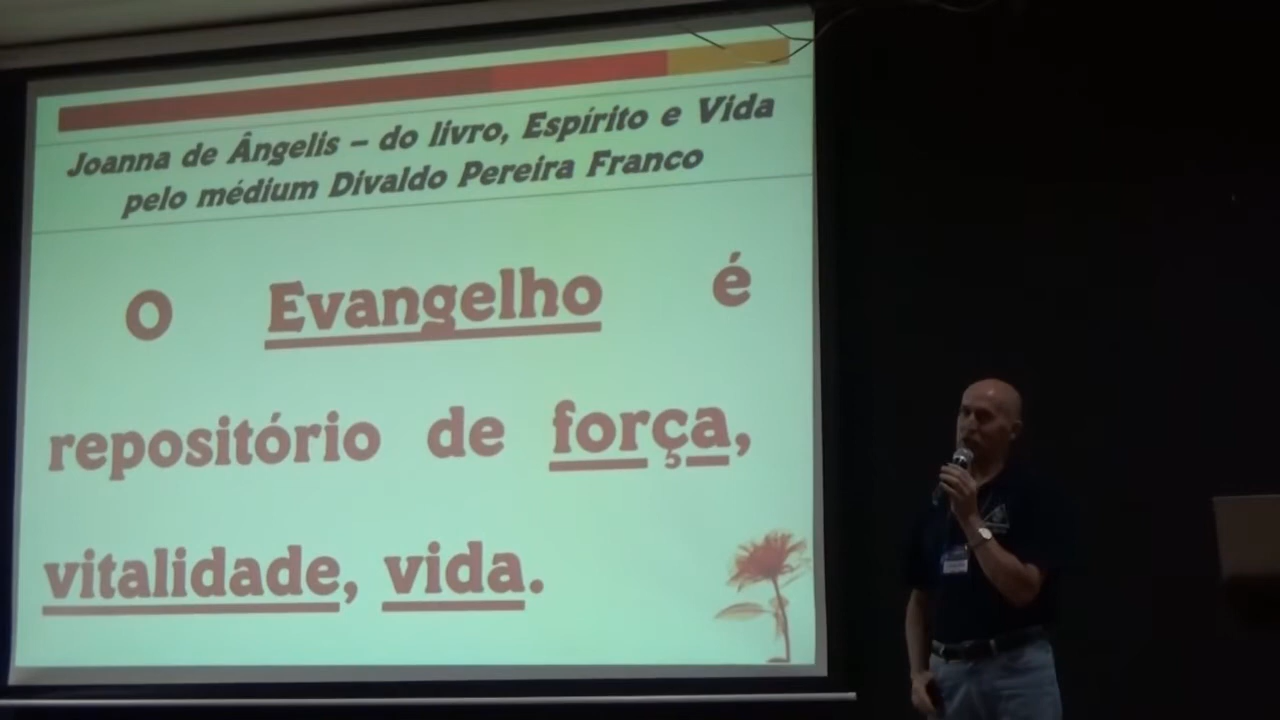 Joanna de Ângelis – do livro, Espírito e Vida
pelo médium Divaldo Pereira Franco
O Evangelho é
repositório de força,
vitalidade, vida.